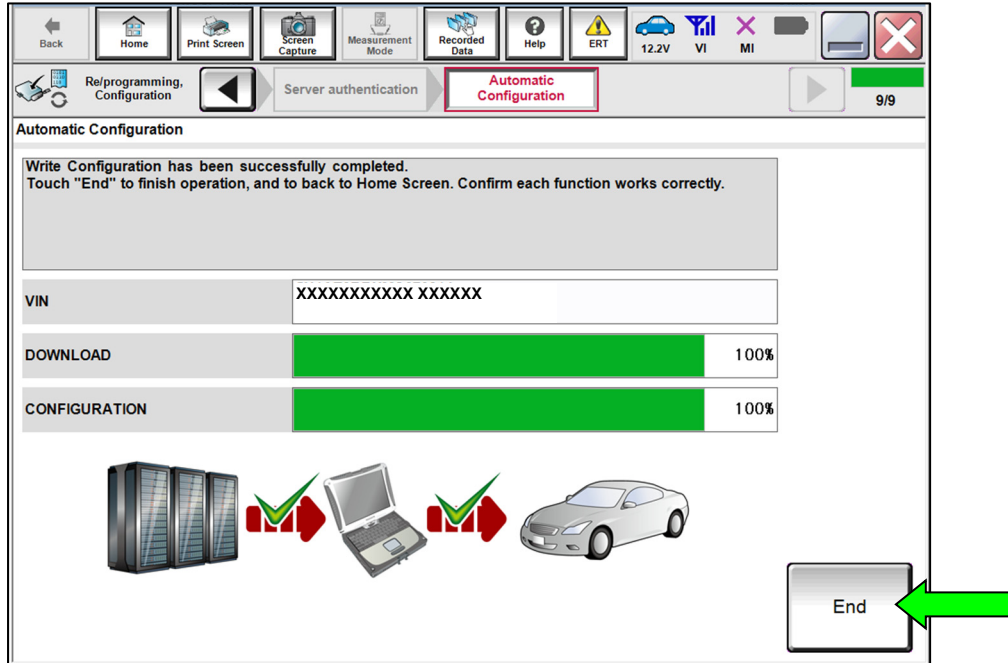 Back
Home
Print Screen
Screen
Capture
Measurement
Mode
Recorded
Data
Help
ERT
12.2V
VI
MI
Re/programming,
Configuration
Server authentication
Automatic
Configuration
9/9
Automatic Configuration
Write Configuration has been successfully completed.
Touch "End" to finish operation, and to back to Home Screen. Confirm each function works correctly.
VIN
XXXXXXXXXXX XXXXXX
DOWNLOAD
100%
CONFIGURATION
100%
End